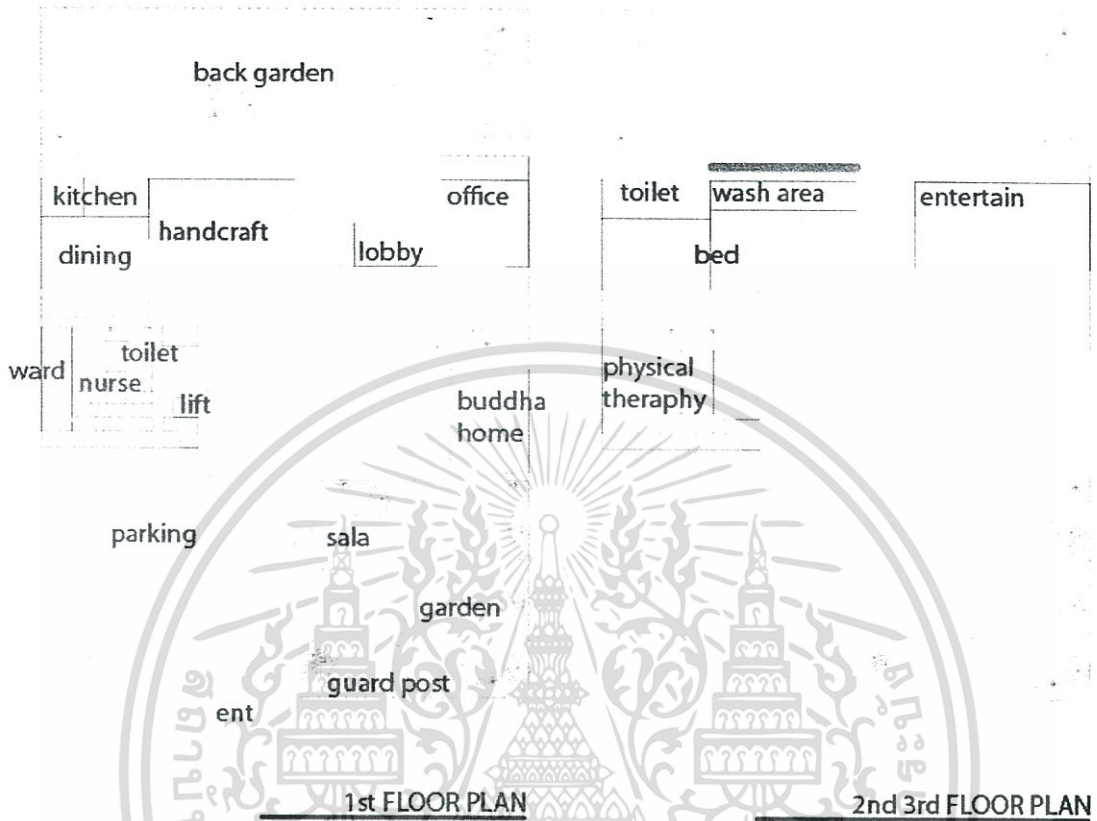 back garden
kitchen
handcraft
office
dining
lobby
toilet
wash area
entertain
bed
ward
toilet
nurse
lift
buddha
home
physical
theraphy
parking
sala
garden
guard post
ent
1st FLOOR PLAN
2nd 3rd FLOOR PLAN